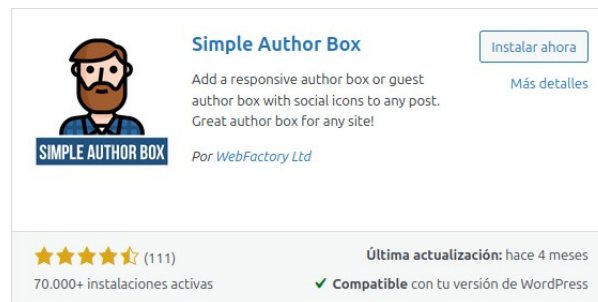 Simple Author Box
Instalar ahora
Add a responsive author box or guest
author box with social icons to any post.
Great author box for any site!
Más detalles
Por WebFactory Ltd
SIMPLE AUTHOR BOX
(111)
Última actualización: hace 4 meses
70.000+ instalaciones activas
Compatible con tu versión de WordPress